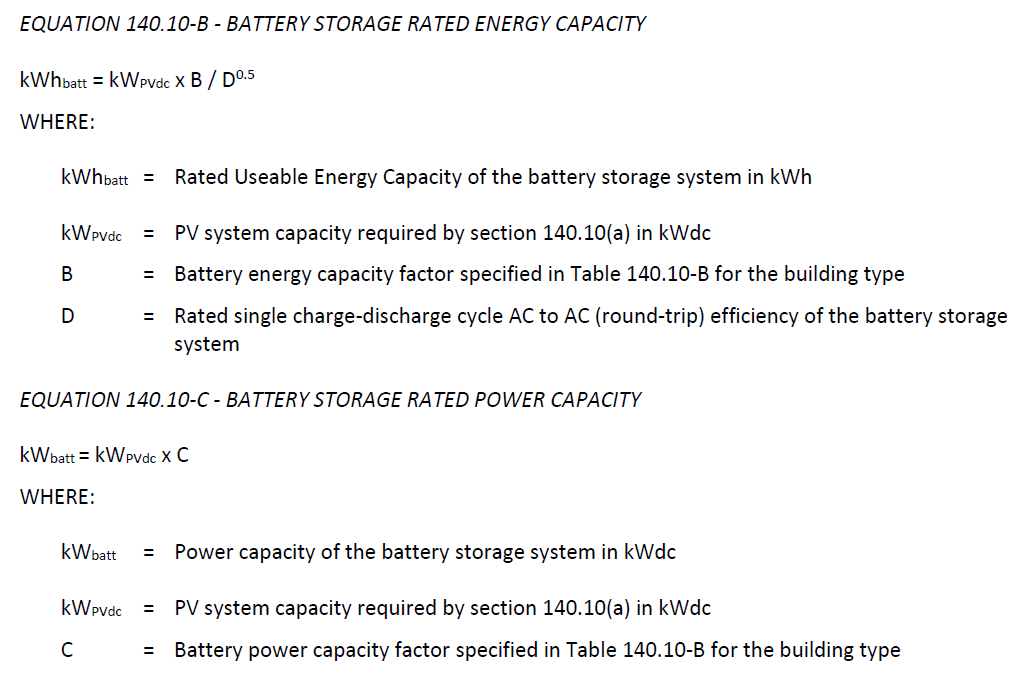 EQUATION 140.10-B - BATTERY STORAGE RATED ENERGY CAPACITY
kWhbatt = kWPVdc x B / D0.5
WHERE:
kWhbatt = Rated Useable Energy Capacity of the battery storage system in kWh
kWPVdc = PV system capacity required by section 140.10(a) in kWdc
B = Battery energy capacity factor specified in Table 140.10-B for the building type
D = Rated single charge-discharge cycle AC to AC (round-trip) efficiency of the battery storage
system
EQUATION 140.10-C - BATTERY STORAGE RATED POWER CAPACITY
kWbatt = kWPVdc x C
WHERE:
kWbatt = Power capacity of the battery storage system in kWdc
kWPVdc = PV system capacity required by section 140.10(a) in kWdc
C = Battery power capacity factor specified in Table 140.10-B for the building type